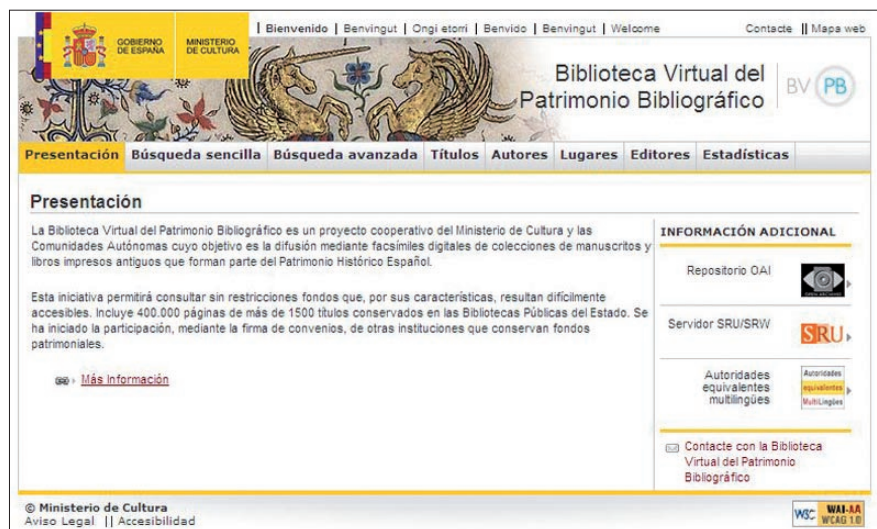 GOBIERNO DE ESPAÑA
MINISTERIO DE CULTURA
| Bienvenido | Benvingut | Ongi etorri | Benvido | Benvingut | Welcome
Contacte || Mapa web
Biblioteca Virtual del
Patrimonio Bibliográfico
BV PB
Presentación Búsqueda sencilla Búsqueda avanzada Títulos Autores Lugares Editores Estadísticas
Presentación
La Biblioteca Virtual del Patrimonio Bibliográfico es un proyecto cooperativo del Ministerio de Cultura y las
Comunidades Autónomas cuyo objetivo es la difusión mediante facsímiles digitales de colecciones de manuscritos y
libros impresos antiguos que forman parte del Patrimonio Histórico Español.
Esta iniciativa permitirá consultar sin restricciones fondos que, por sus características, resultan difícilmente
accesibles. Incluye 400.000 páginas de más de 1500 títulos conservados en las Bibliotecas Públicas del Estado. Se
ha iniciado la participación, mediante la firma de convenios, de otras instituciones que conservan fondos
patrimoniales.
Más Información
INFORMACIÓN ADICIONAL
Repositorio OAI
OPEN ARCHIVES
Servidor SRU/SRW
SRU
Autoridades
equivalentes
multilingües
Autoridades
equivalentes
MultiLingües
Contacte con la Biblioteca
Virtual del Patrimonio
Bibliográfico
© Ministerio de Cultura
Aviso Legal || Accesibilidad
W3C WAI-AA
WCAG 1.0